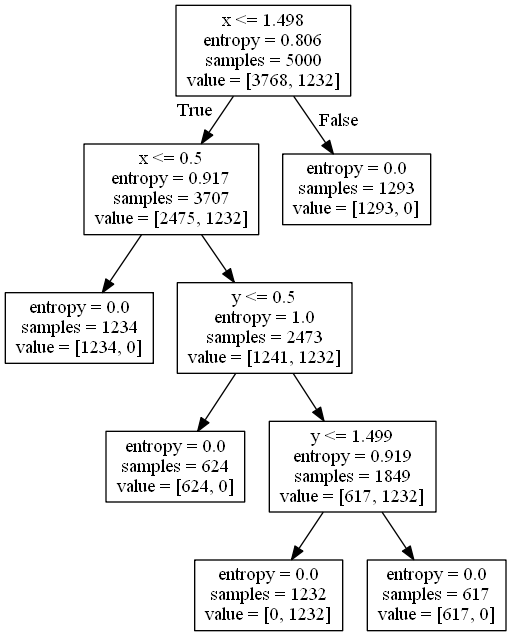 x <= 1.498
entropy = 0.806
samples = 5000
value = [3768, 1232]
True
False
x <= 0.5
entropy = 0.917
samples = 3707
value = [2475, 1232]
entropy = 0.0
samples = 1293
value = [1293, 0]
entropy = 0.0
samples = 1234
value = [1234, 0]
y <= 0.5
entropy = 1.0
samples = 2473
value = [1241, 1232]
entropy = 0.0
samples = 624
value = [624, 0]
y <= 1.499
entropy = 0.919
samples = 1849
value = [617, 1232]
entropy = 0.0
samples = 1232
value = [0, 1232]
entropy = 0.0
samples = 617
value = [617, 0]